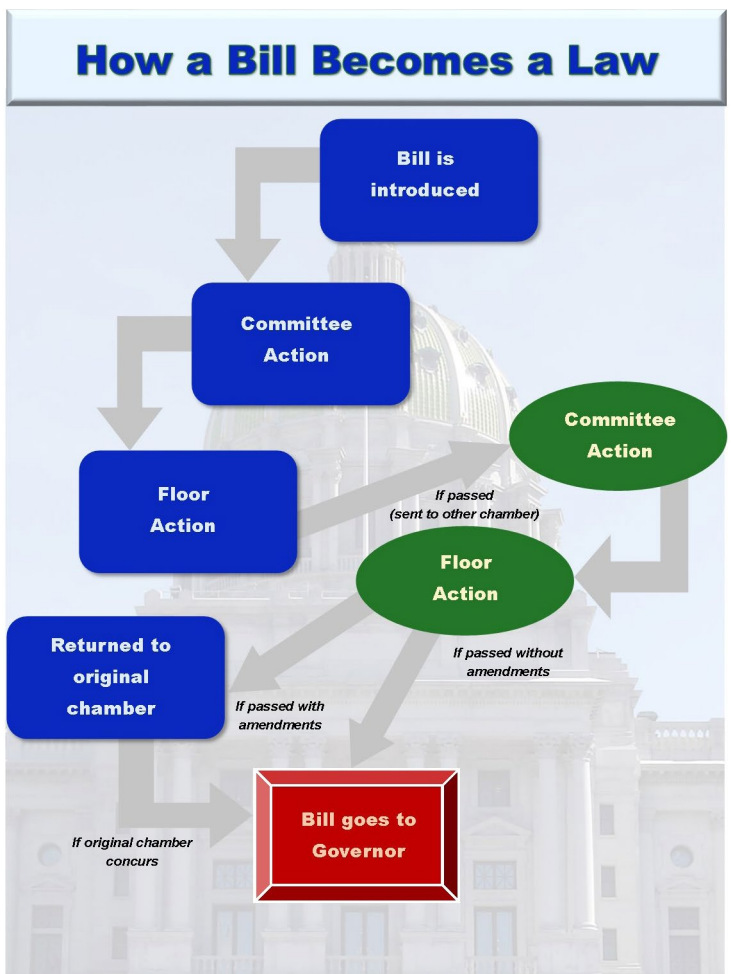 How a Bill Becomes a Law
Bill is
introduced
Committee
Action
Floor
Action
If passed
(sent to other chamber)
Committee
Action
Floor
Action
If passed without
amendments
If passed with
amendments
Returned to
original
chamber
If original chamber
concurs
Bill goes to
Governor